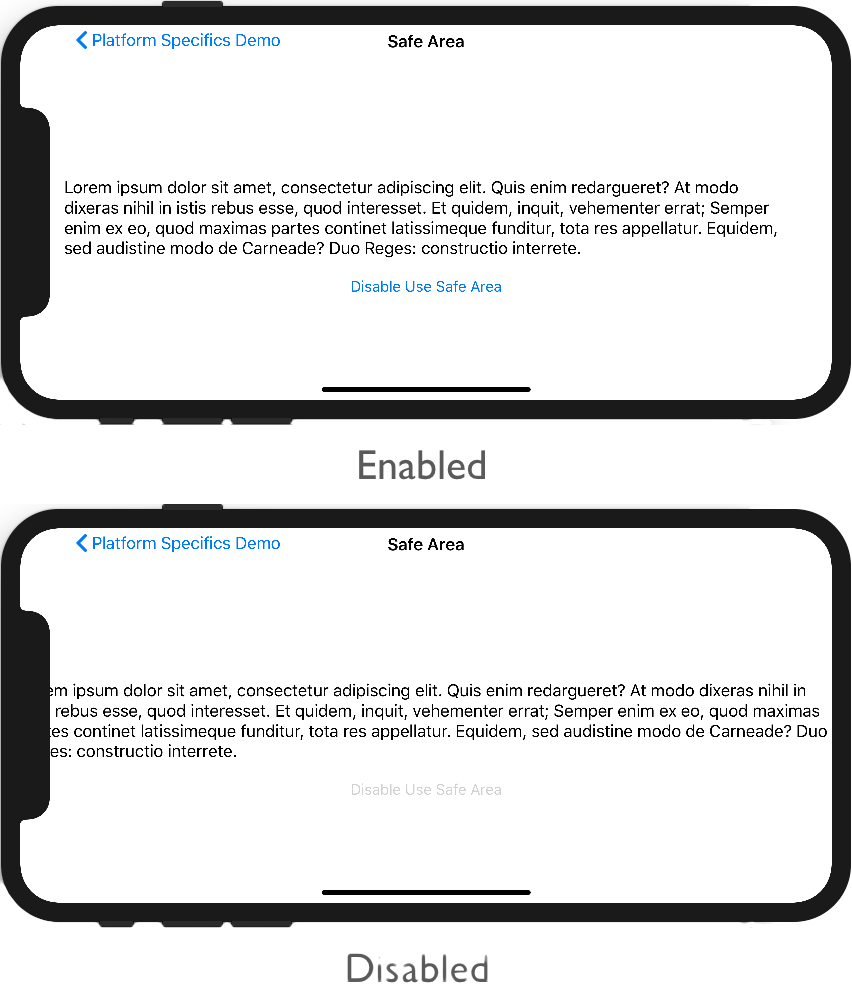 Platform Specifics Demo
Safe Area
Lorem ipsum dolor sit amet, consectetur adipiscing elit. Quis enim redargueret? At modo
dixeras nihil in istis rebus esse, quod interesset. Et quidem, inquit, vehementer errat; Semper
enim ex eo, quod maximas partes continet latissimeque funditur, tota res appellatur. Equidem,
sed audistine modo de Carneade? Duo Reges: constructio interrete.
Disable Use Safe Area
Enabled
Platform Specifics Demo
Safe Area
em ipsum dolor sit amet, consectetur adipiscing elit. Quis enim redargueret? At modo dixeras nihil in
rebus esse, quod interesset. Et quidem, inquit, vehementer errat; Semper enim ex eo, quod maximas
tes continet latissimeque funditur, tota res appellatur. Equidem, sed audistine modo de Carneade? Duo
es: constructio interrete.
Disable Use Safe Area
Disabled